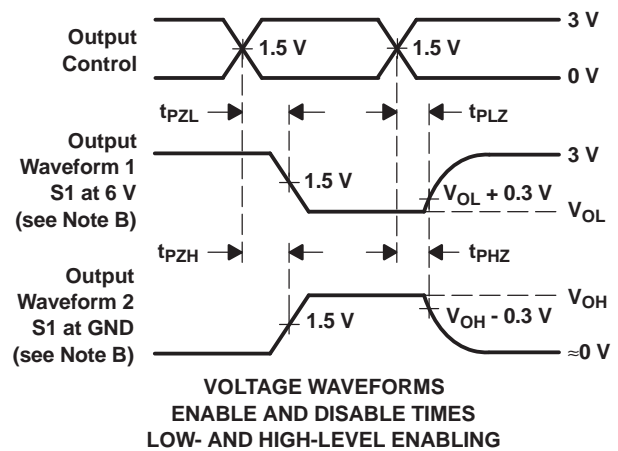 3 V
Output
Control
1.5 V
1.5 V
0 V
tPZL
tPLZ
Output
Waveform 1
S1 at 6 V
(see Note B)
3 V
1.5 V
VOL + 0.3 V
VOL
tPZH
tPHZ
Output
Waveform 2
S1 at GND
(see Note B)
VOH
1.5 V
VOH - 0.3 V
≈0 V
VOLTAGE WAVEFORMS
ENABLE AND DISABLE TIMES
LOW- AND HIGH-LEVEL ENABLING